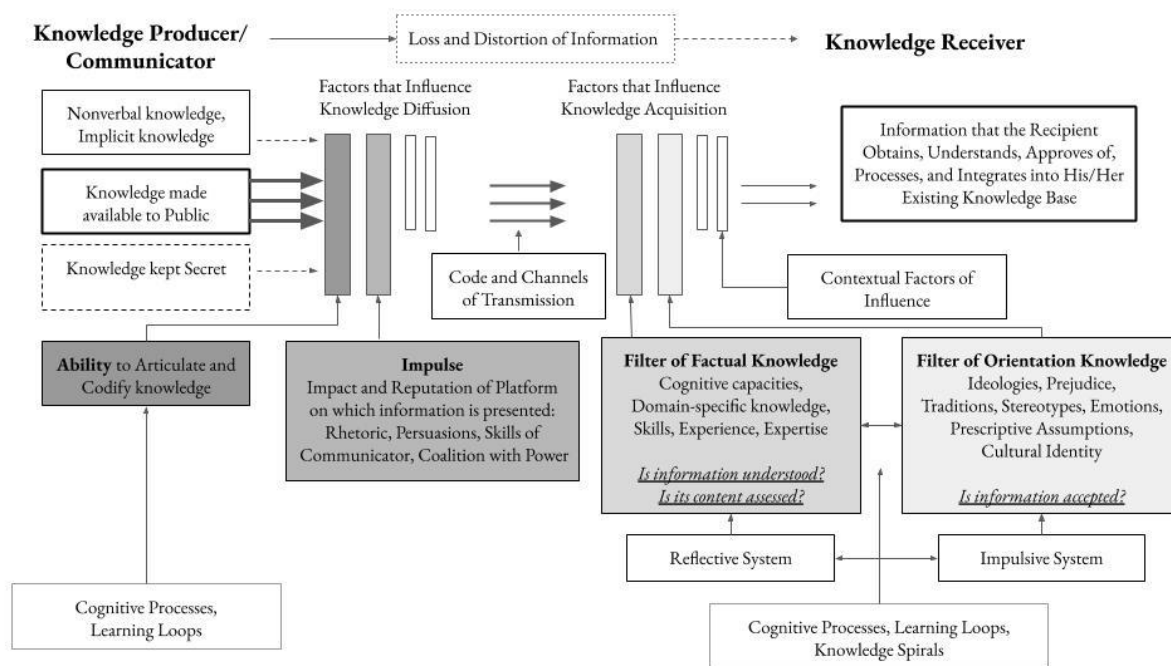 Knowledge Producer/
Communicator
Loss and Distortion of Information
Knowledge Receiver
Factors that Influence
Knowledge Diffusion
Factors that Influence
Knowledge Acquisition
Nonverbal knowledge,
Implicit knowledge
Knowledge made
available to Public
Knowledge kept Secret
Information that the Recipient
Obtains, Understands, Approves of,
Processes, and Integrates into His/Her
Existing Knowledge Base
Code and Channels
of Transmission
Contextual Factors of
Influence
Ability to Articulate and
Codify knowledge
Impulse
Impact and Reputation of Platform
on which information is presented:
Rhetoric, Persuasions, Skills of
Communicator, Coalition with Power
Filter of Factual Knowledge
Cognitive capacities,
Domain-specific knowledge,
Skills, Experience, Expertise
Is information understood?
Is its content assessed?
Filter of Orientation Knowledge
Ideologies, Prejudice,
Traditions, Stereotypes, Emotions,
Prescriptive Assumptions,
Cultural Identity
Is information accepted?
Reflective System
Impulsive System
Cognitive Processes,
Learning Loops
Cognitive Processes, Learning Loops,
Knowledge Spirals